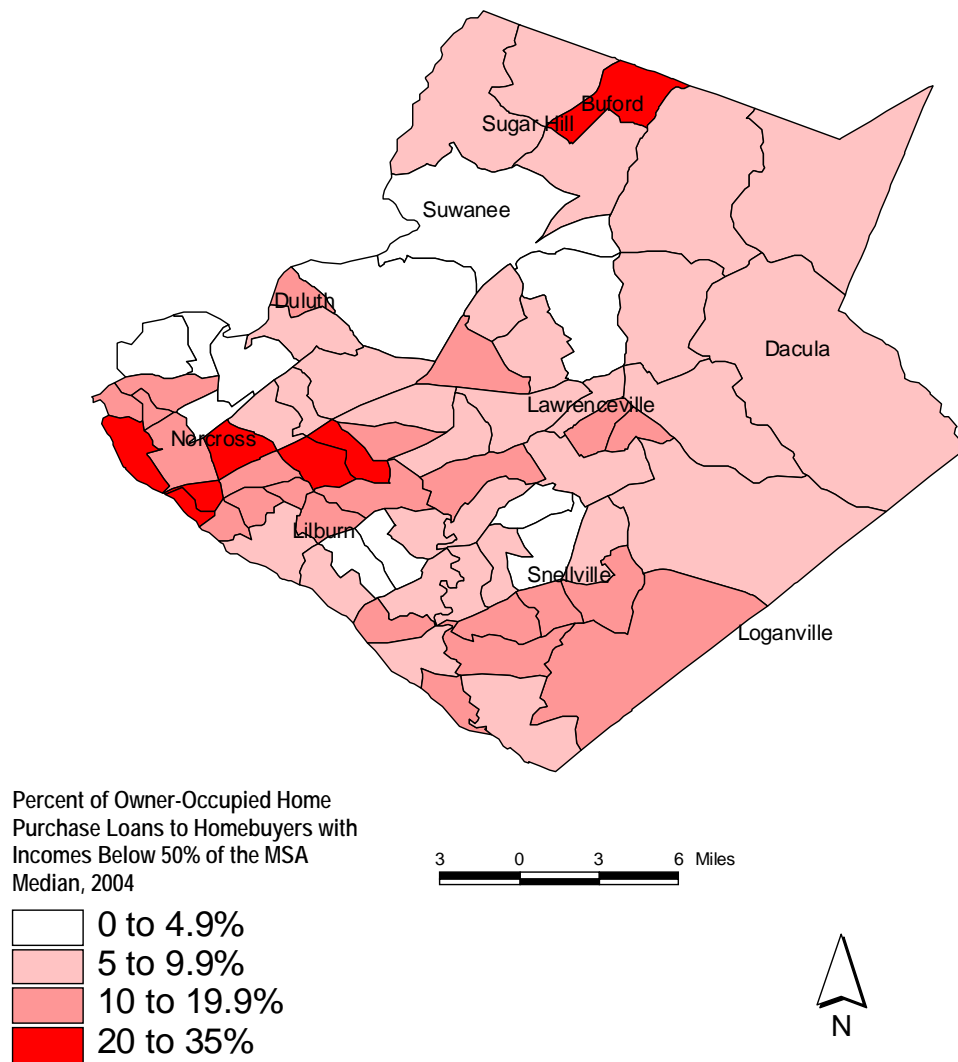 Buford
Sugar Hill
Suwanee
Duluth
Dacula
Lawrenceville
Norcross
Lilburn
Snellville
Loganville
Percent of Owner-Occupied Home
Purchase Loans to Homebuyers with
Incomes Below 50% of the MSA
Median, 2004
3 0 3 6 Miles
0 to 4.9%
5 to 9.9%
10 to 19.9%
20 to 35%
N